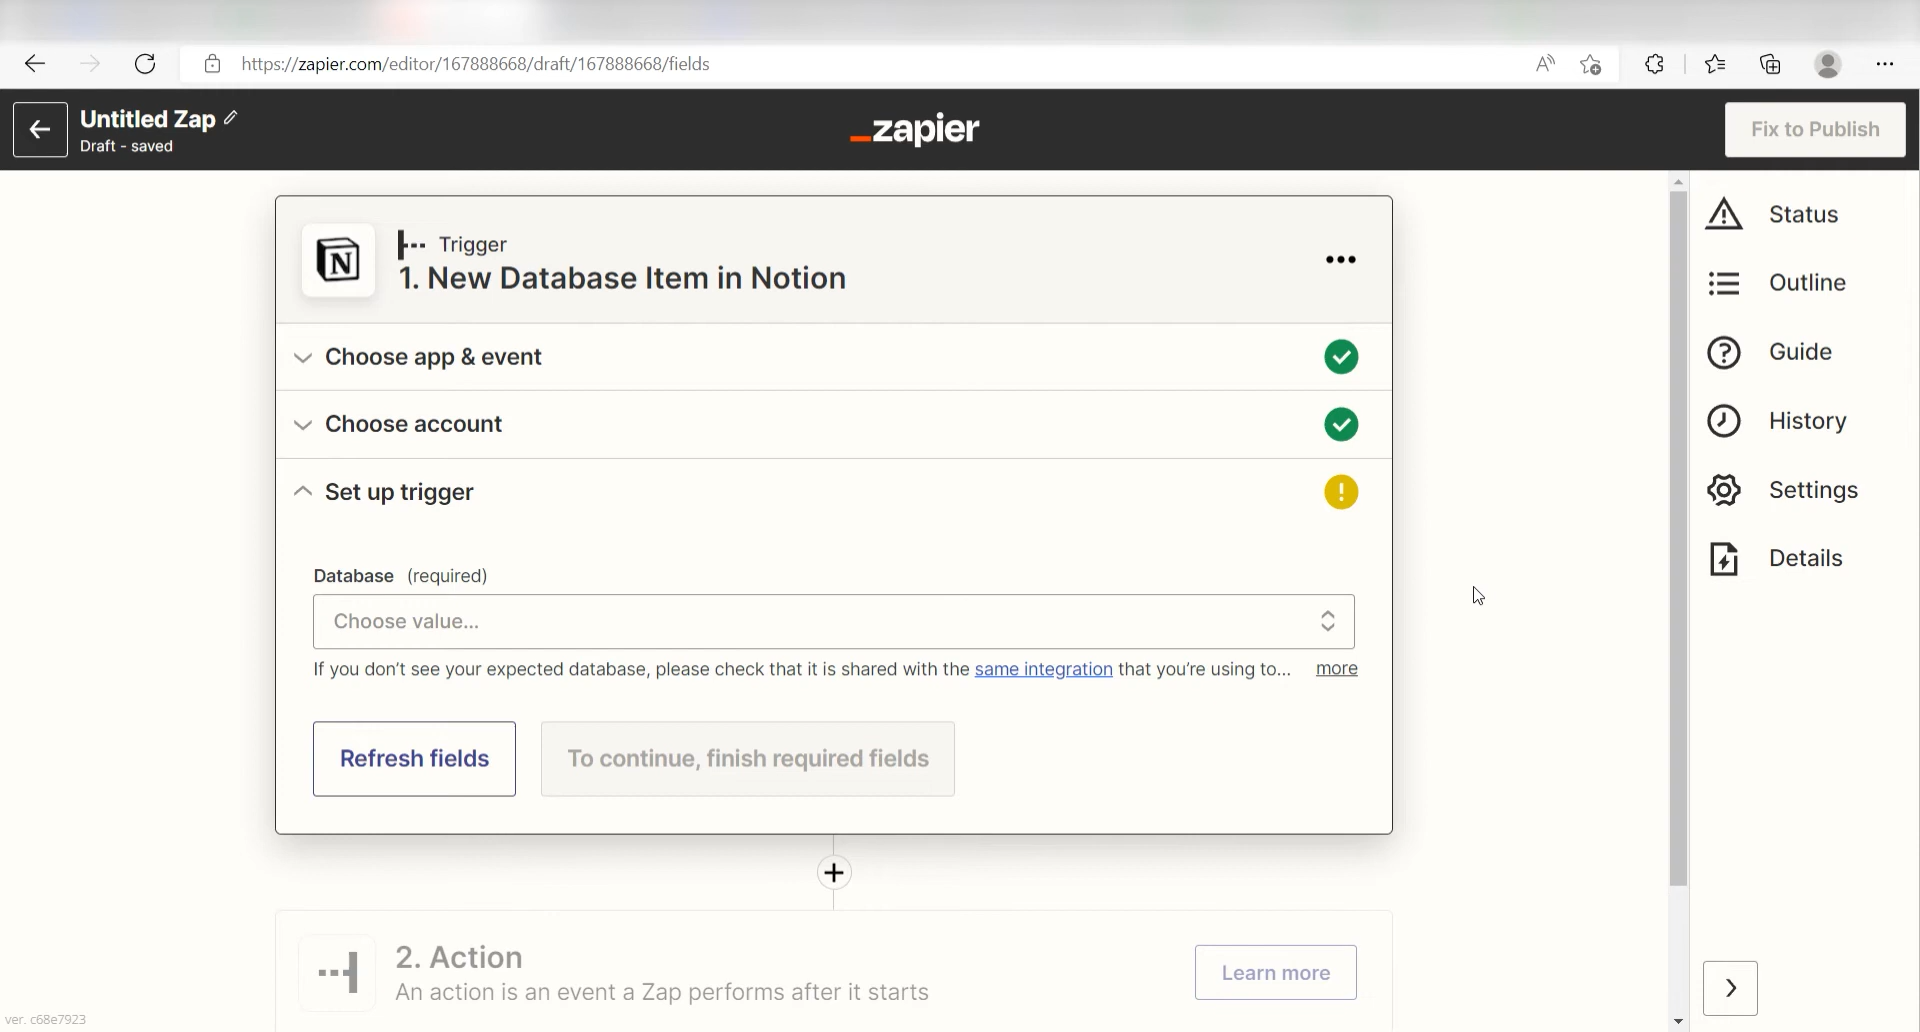 https://zapier.com/editor/167888668/draft/167888668/fields
Untitled Zap
Draft - saved
_zapier
Fix to Publish
Trigger
1. New Database Item in Notion
Choose app & event
Choose account
Set up trigger
Database (required)
Choose value...
If you don't see your expected database, please check that it is shared with the same integration that you're using to... more
Refresh fields
To continue, finish required fields
2. Action
An action is an event a Zap performs after it starts
Learn more
Status
Outline
Guide
History
Settings
Details
ver. c68e7923